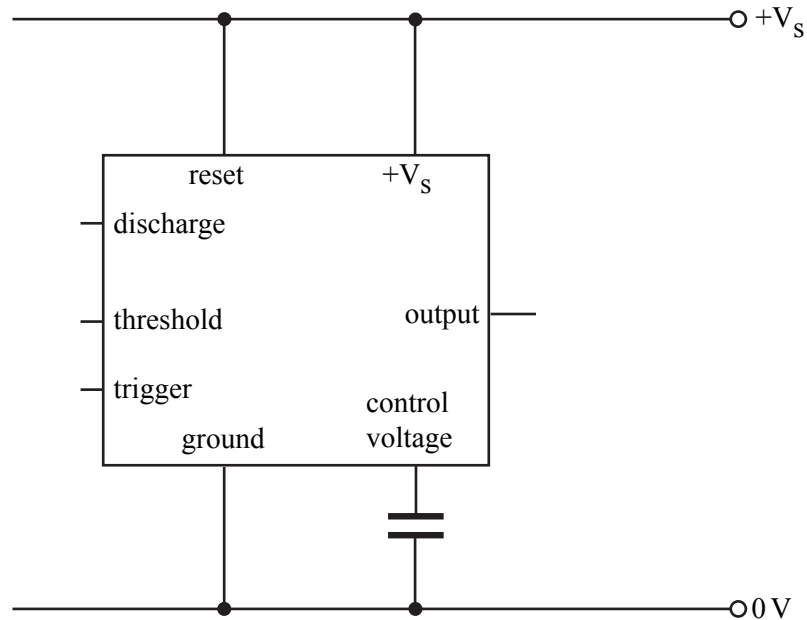 +Vs
reset
+Vs
discharge
threshold
output
trigger
control
voltage
ground
0 V